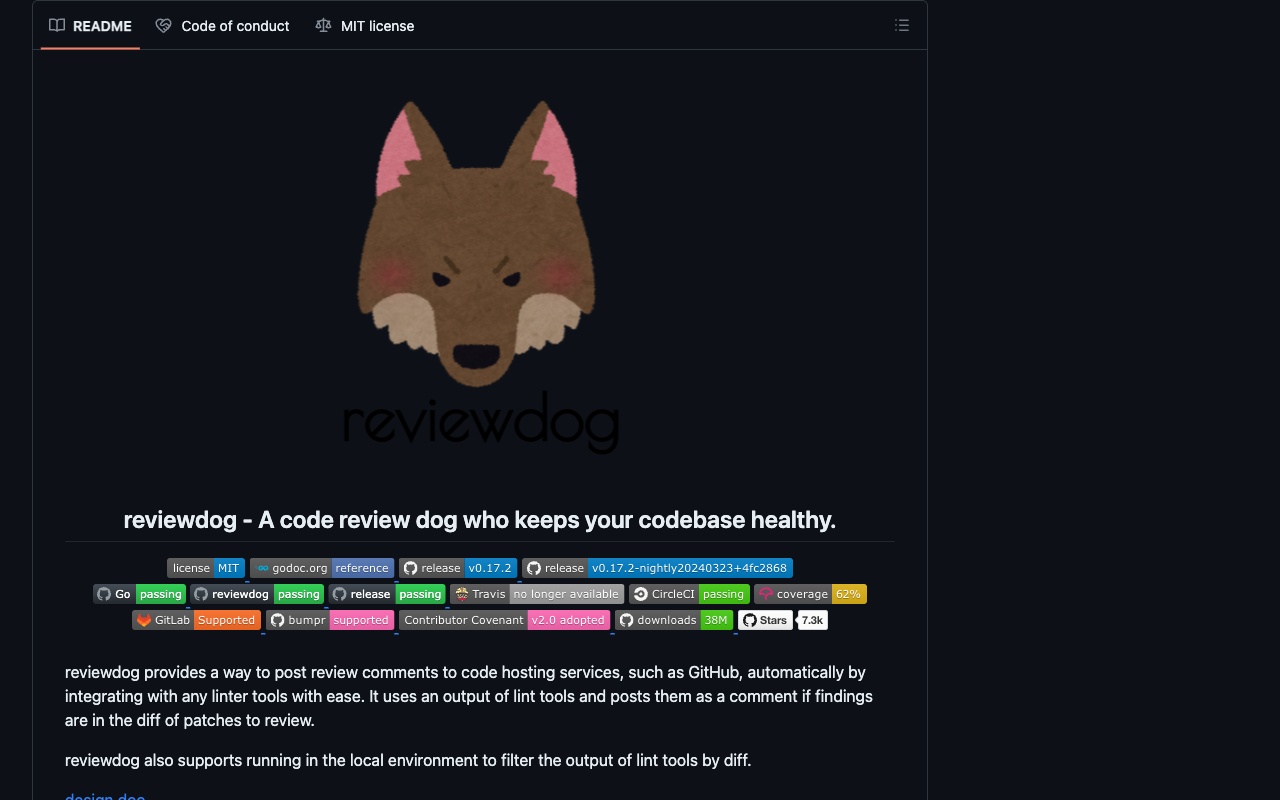 README Code of conduct MIT license
reviewdog
reviewdog - A code review dog who keeps your codebase healthy.
license MIT godoc.org reference release v0.17.2 release v0.17.2-nightly20240323+4fc2868
Go passing reviewdog passing release passing Travis no longer available CircleCI passing coverage 62%
GitLab Supported bumpr supported Contributor Covenant v2.0 adopted downloads 38M Stars 7.3k
reviewdog provides a way to post review comments to code hosting services, such as GitHub, automatically by
integrating with any linter tools with ease. It uses an output of lint tools and posts them as a comment if findings
are in the diff of patches to review.
reviewdog also supports running in the local environment to filter the output of lint tools by diff.
design doc